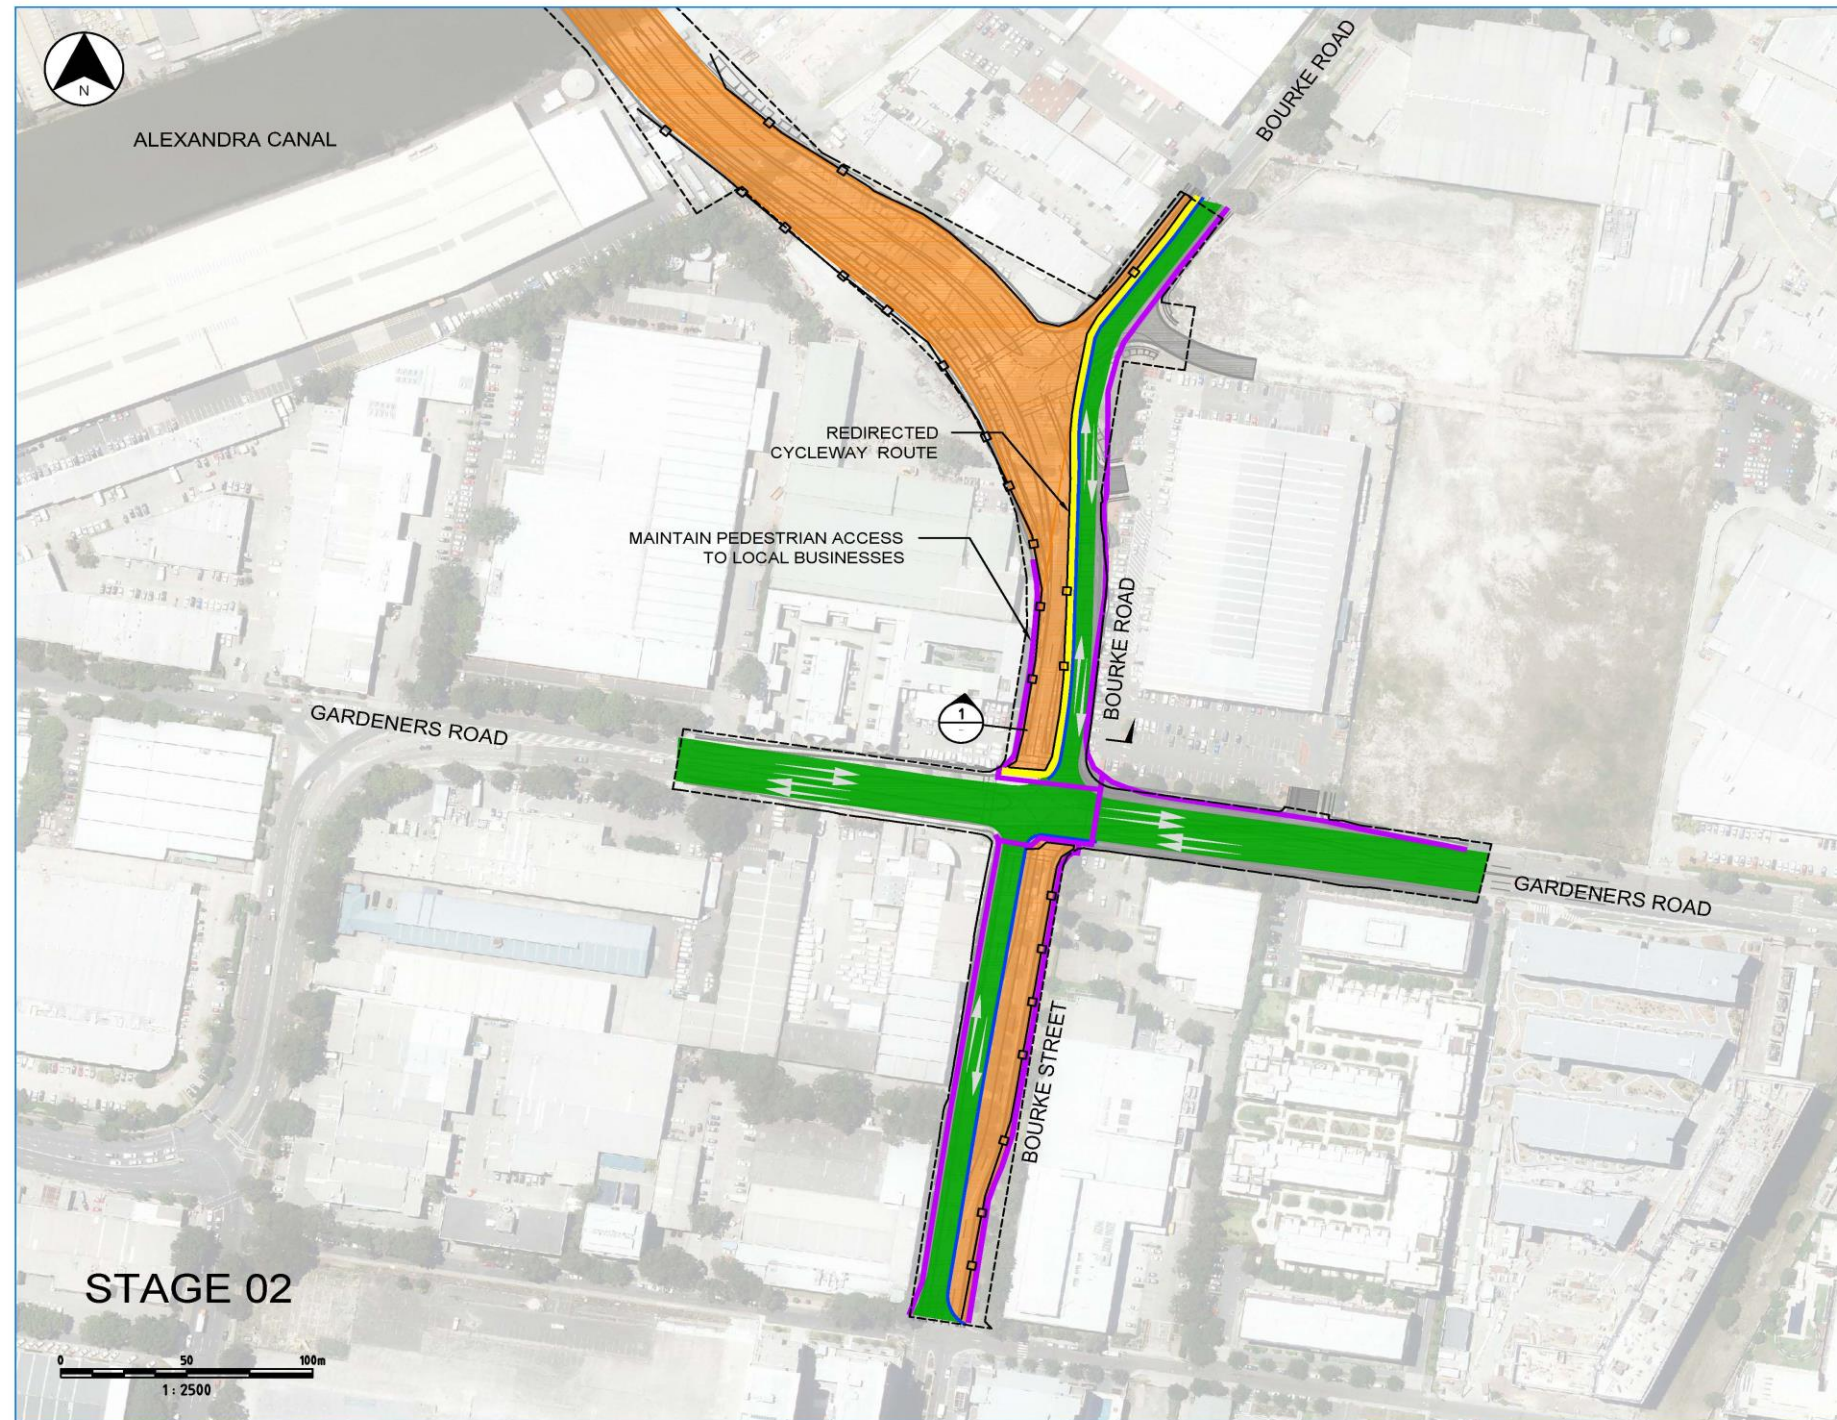 N
ALEXANDRA CANAL
BOURKE ROAD
REDIRECTED
CYCLEWAY ROUTE
MAINTAIN PEDESTRIAN ACCESS
TO LOCAL BUSINESSES
BOURKE ROAD
GARDENERS ROAD
1
GARDENERS ROAD
BOURKE STREET
STAGE 02
0 50 100m
1 : 2500